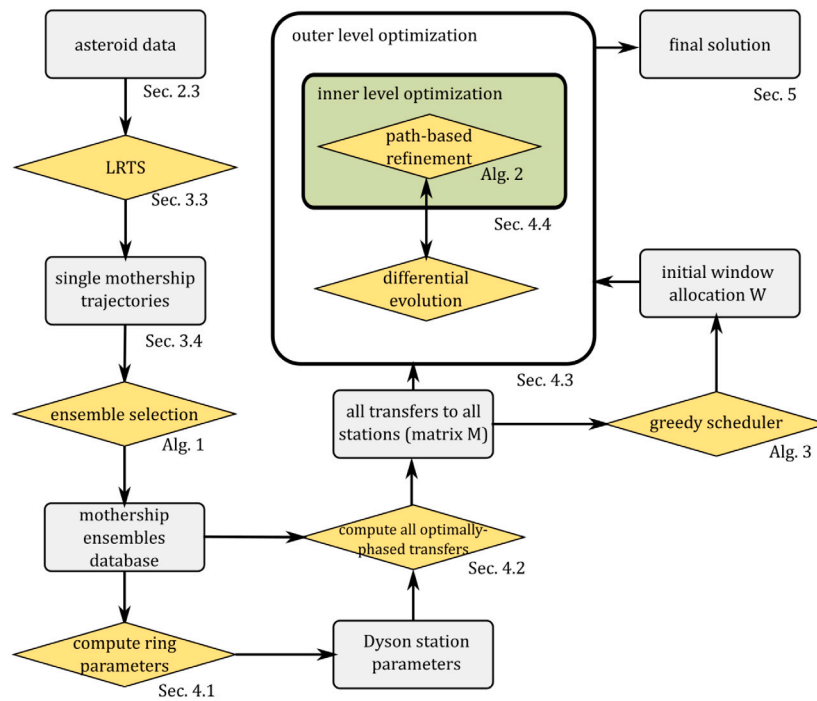 asteroid data
Sec. 2.3
LRTS
Sec. 3.3
single mothership
trajectories
Sec. 3.4
ensemble selection
Alg. 1
mothership
ensembles
database
compute ring
parameters
Sec. 4.1
Dyson station
parameters
compute all optimally-
phased transfers
Sec. 4.2
all transfers to all
stations (matrix M)
greedy scheduler
Alg. 3
initial window
allocation W
outer level optimization
inner level optimization
path-based
refinement
Alg. 2
Sec. 4.4
differential
evolution
Sec. 4.3
final solution
Sec. 5